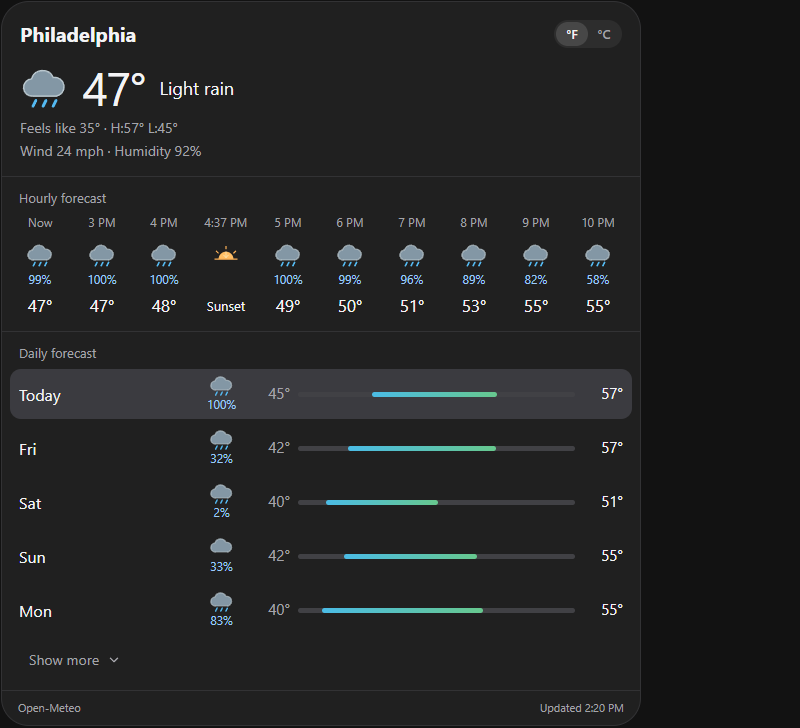 Philadelphia
°F °C
47° Light rain
Feels like 35° · H:57° L:45°
Wind 24 mph · Humidity 92%
Hourly forecast
Now 3 PM 4 PM 4:37 PM 5 PM 6 PM 7 PM 8 PM 9 PM 10 PM
99% 100% 100% 100% 99% 96% 89% 82% 58%
47° 47° 48° Sunset 49° 50° 51° 53° 55° 55°
Daily forecast
Today 100% 45° 57°
Fri 32% 42° 57°
Sat 2% 40° 51°
Sun 33% 42° 55°
Mon 83% 40° 55°
Show more
Open-Meteo Updated 2:20 PM